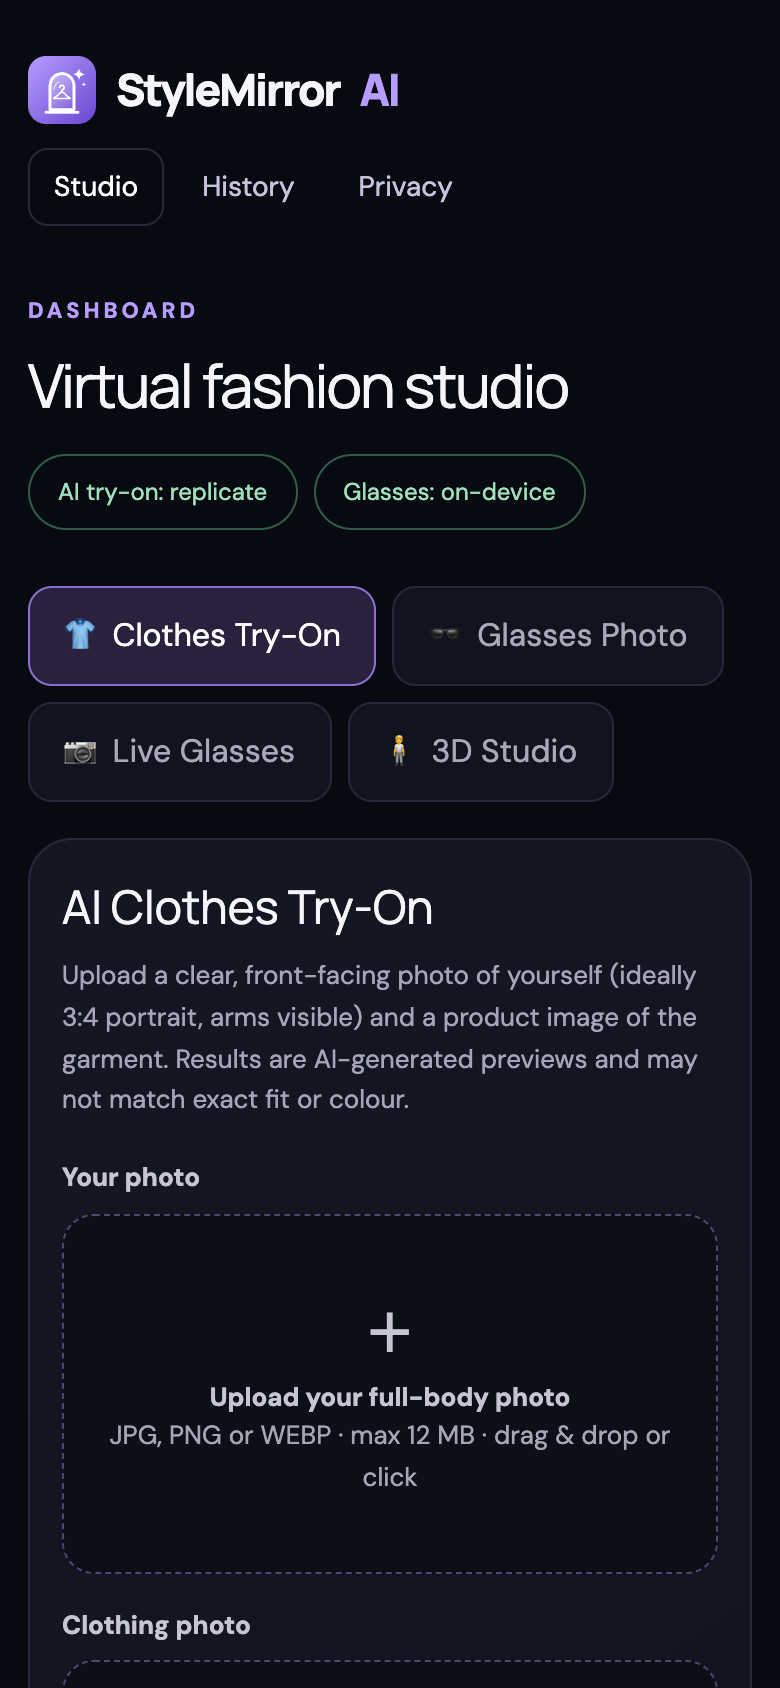 StyleMirror AI
Studio History Privacy
DASHBOARD
Virtual fashion studio
AI try-on: replicate Glasses: on-device
Clothes Try-On Glasses Photo
Live Glasses 3D Studio
AI Clothes Try-On
Upload a clear, front-facing photo of yourself (ideally
3:4 portrait, arms visible) and a product image of the
garment. Results are AI-generated previews and may
not match exact fit or colour.
Your photo
+
Upload your full-body photo
JPG, PNG or WEBP · max 12 MB · drag & drop or
click
Clothing photo